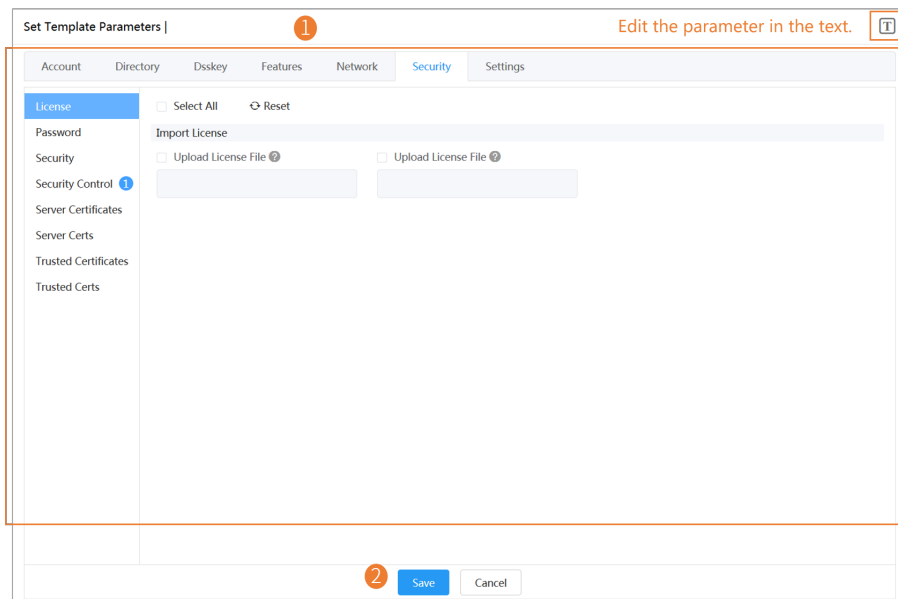 Set Template Parameters |
1
Edit the parameter in the text.
T
Account Directory Dsskey Features Network Security Settings
License
Password
Security
Security Control 1
Server Certificates
Server Certs
Trusted Certificates
Trusted Certs
Select All Reset
Import License
Upload License File ? Upload License File ?
2
Save Cancel